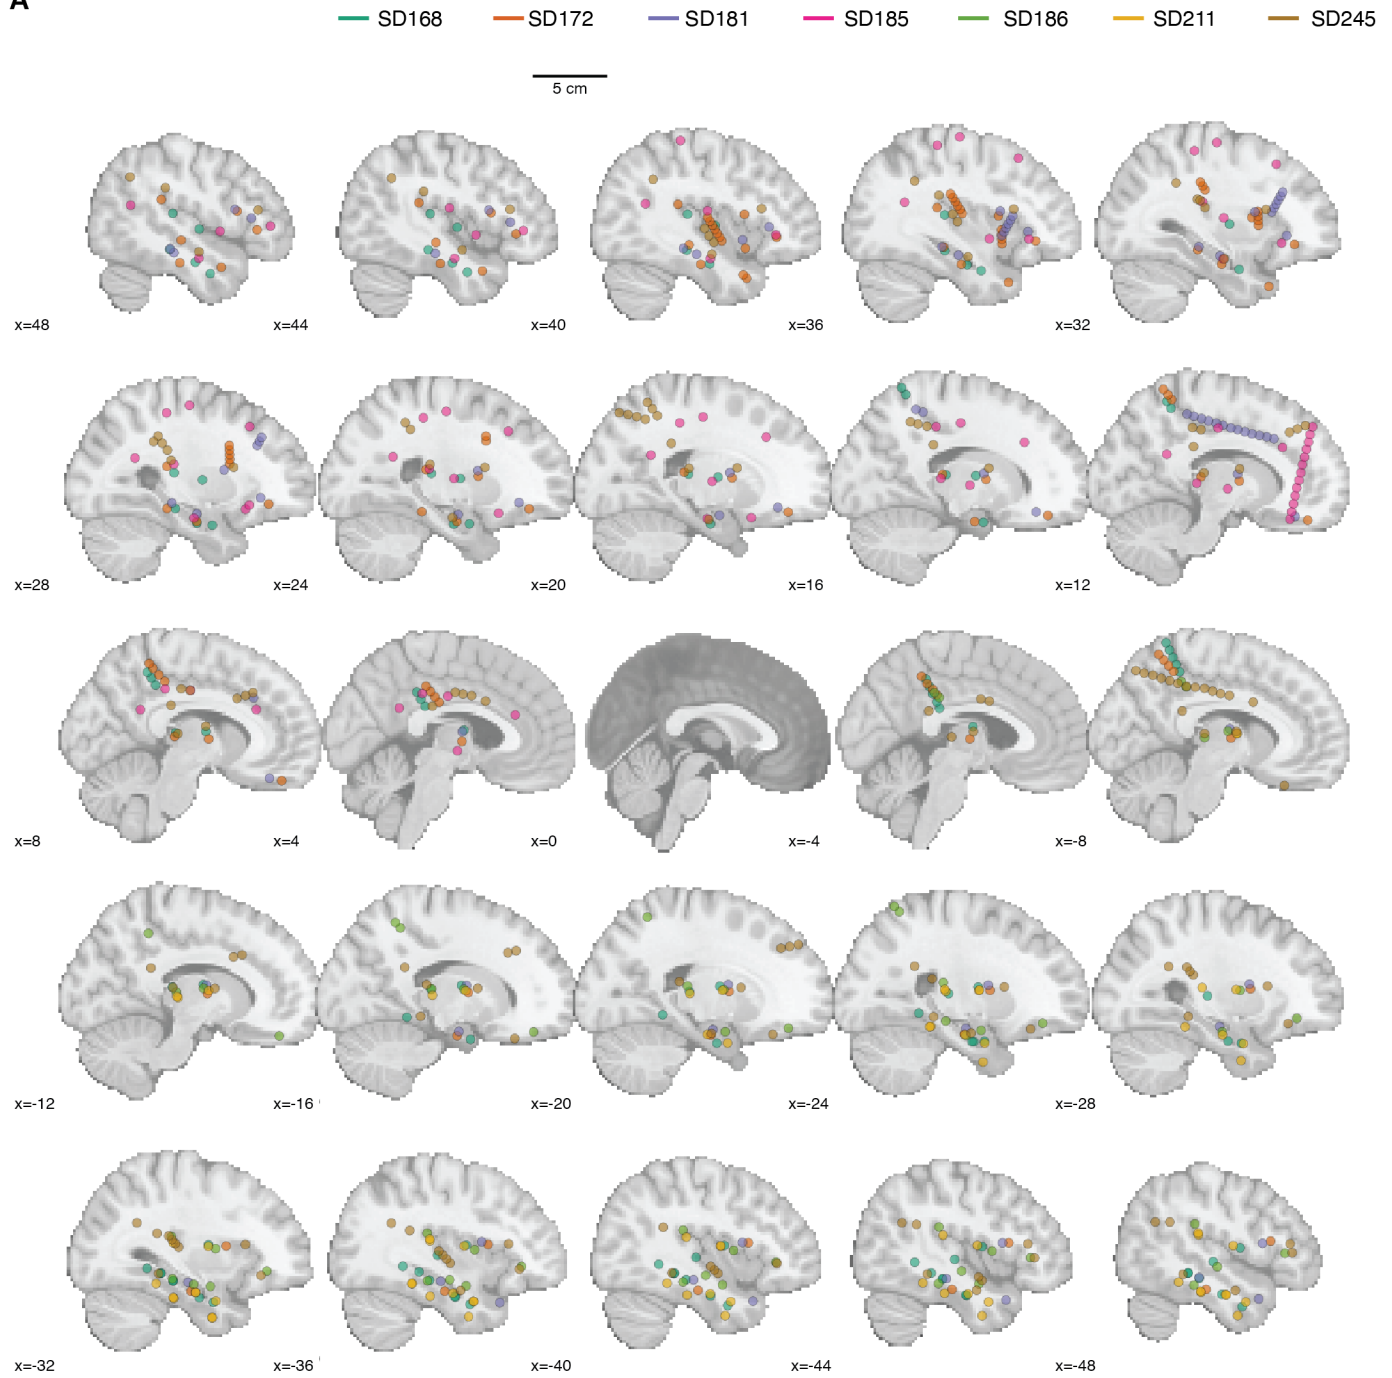 A
SD168 SD172 SD181 SD185 SD186 SD211 SD245
5 cm
x=48 x=44 x=40 x=36 x=32
x=28 x=24 x=20 x=16 x=12
x=8 x=4 x=0 x=-4 x=-8
x=-12 x=-16 x=-20 x=-24 x=-28
x=-32 x=-36 x=-40 x=-44 x=-48